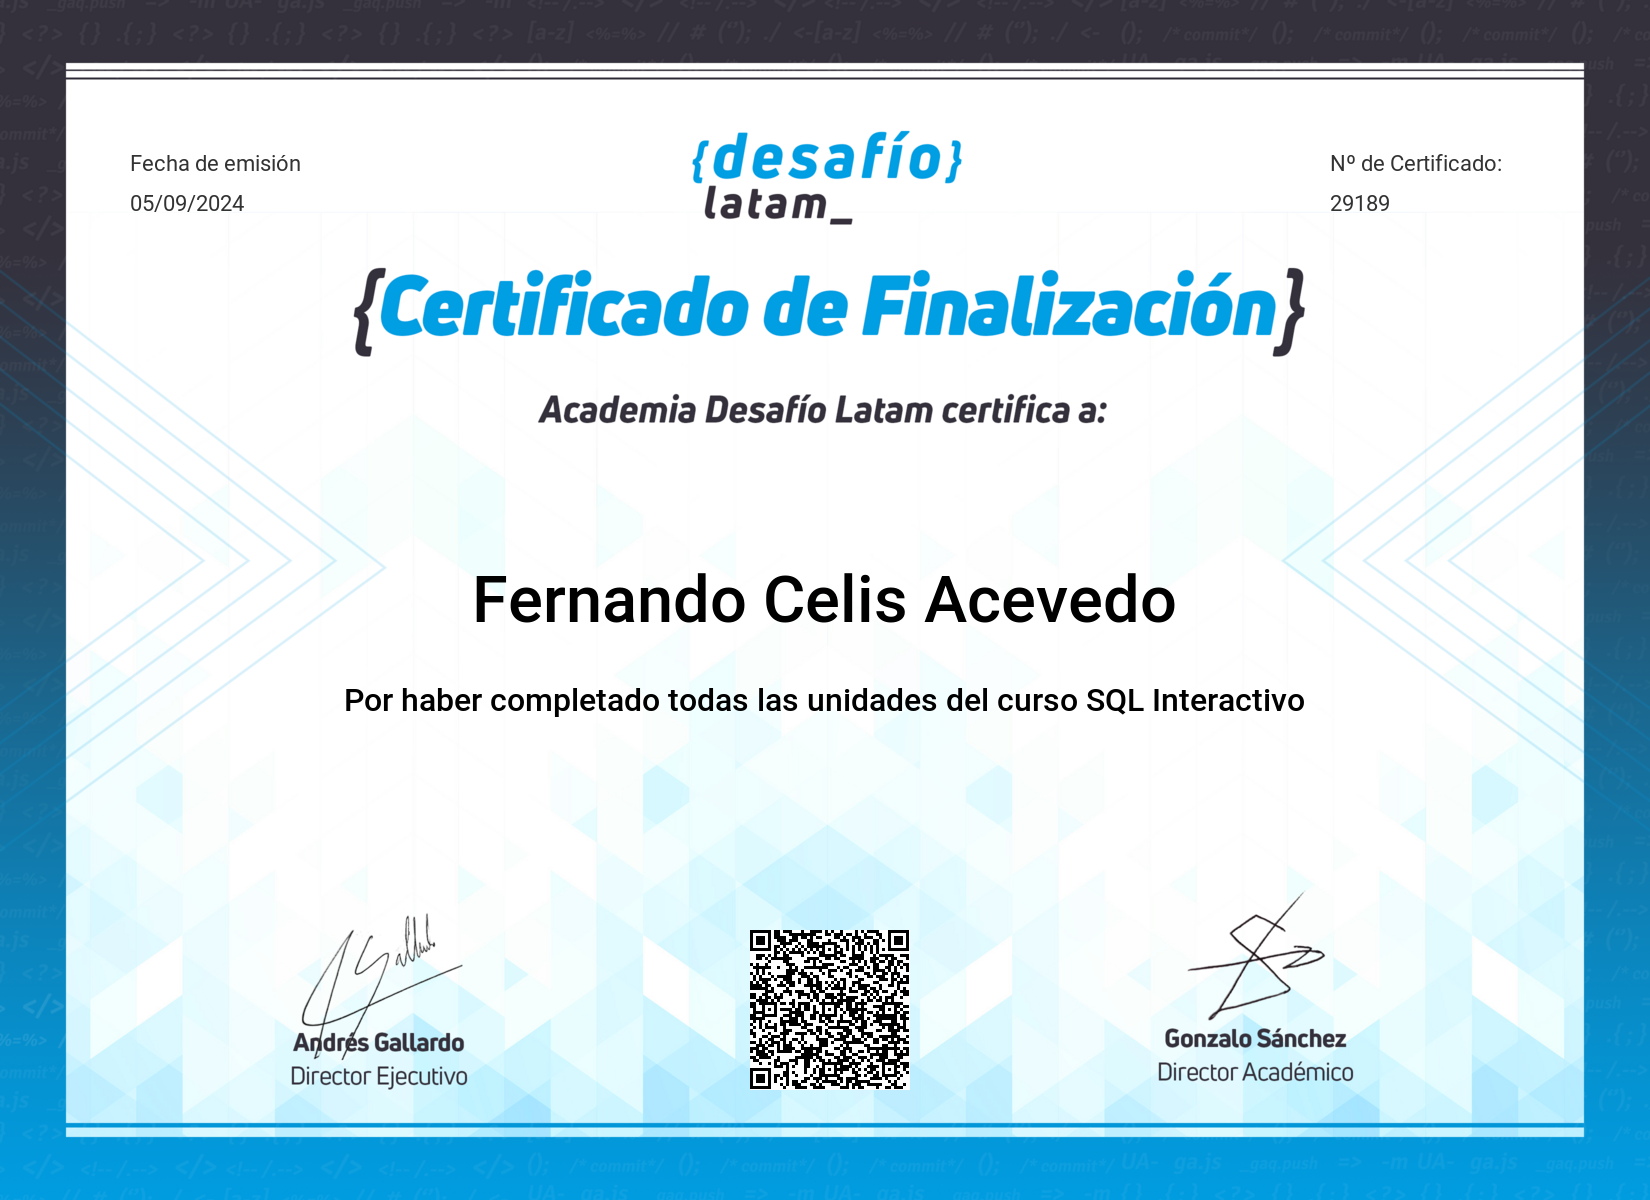 Fecha de emisión
05/09/2024
{desafío}
latam_
Nº de Certificado:
29189
{Certificado de Finalización}
Academia Desafío Latam certifica a:
Fernando Celis Acevedo
Por haber completado todas las unidades del curso SQL Interactivo
Andrés Gallardo
Director Ejecutivo
Gonzalo Sánchez
Director Académico